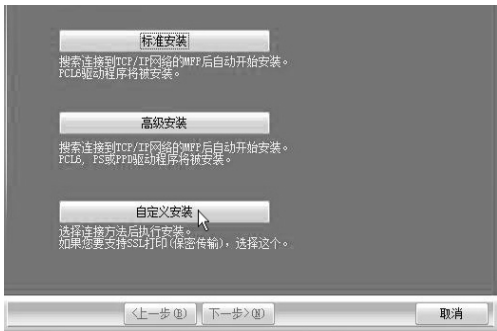 标准安装
搜索连接到TCP/IP网络的MFP后自动开始安装。
PCL6驱动程序将被安装。
高级安装
搜索连接到TCP/IP网络的MFP后自动开始安装。
PCL6, PS或PPD驱动程序将被安装。
自定义安装
选择连接方法后执行安装。
如果您要支持SSL打印(保密传输)，选择这个。
<上一步(B) 下一步>(N) 取消